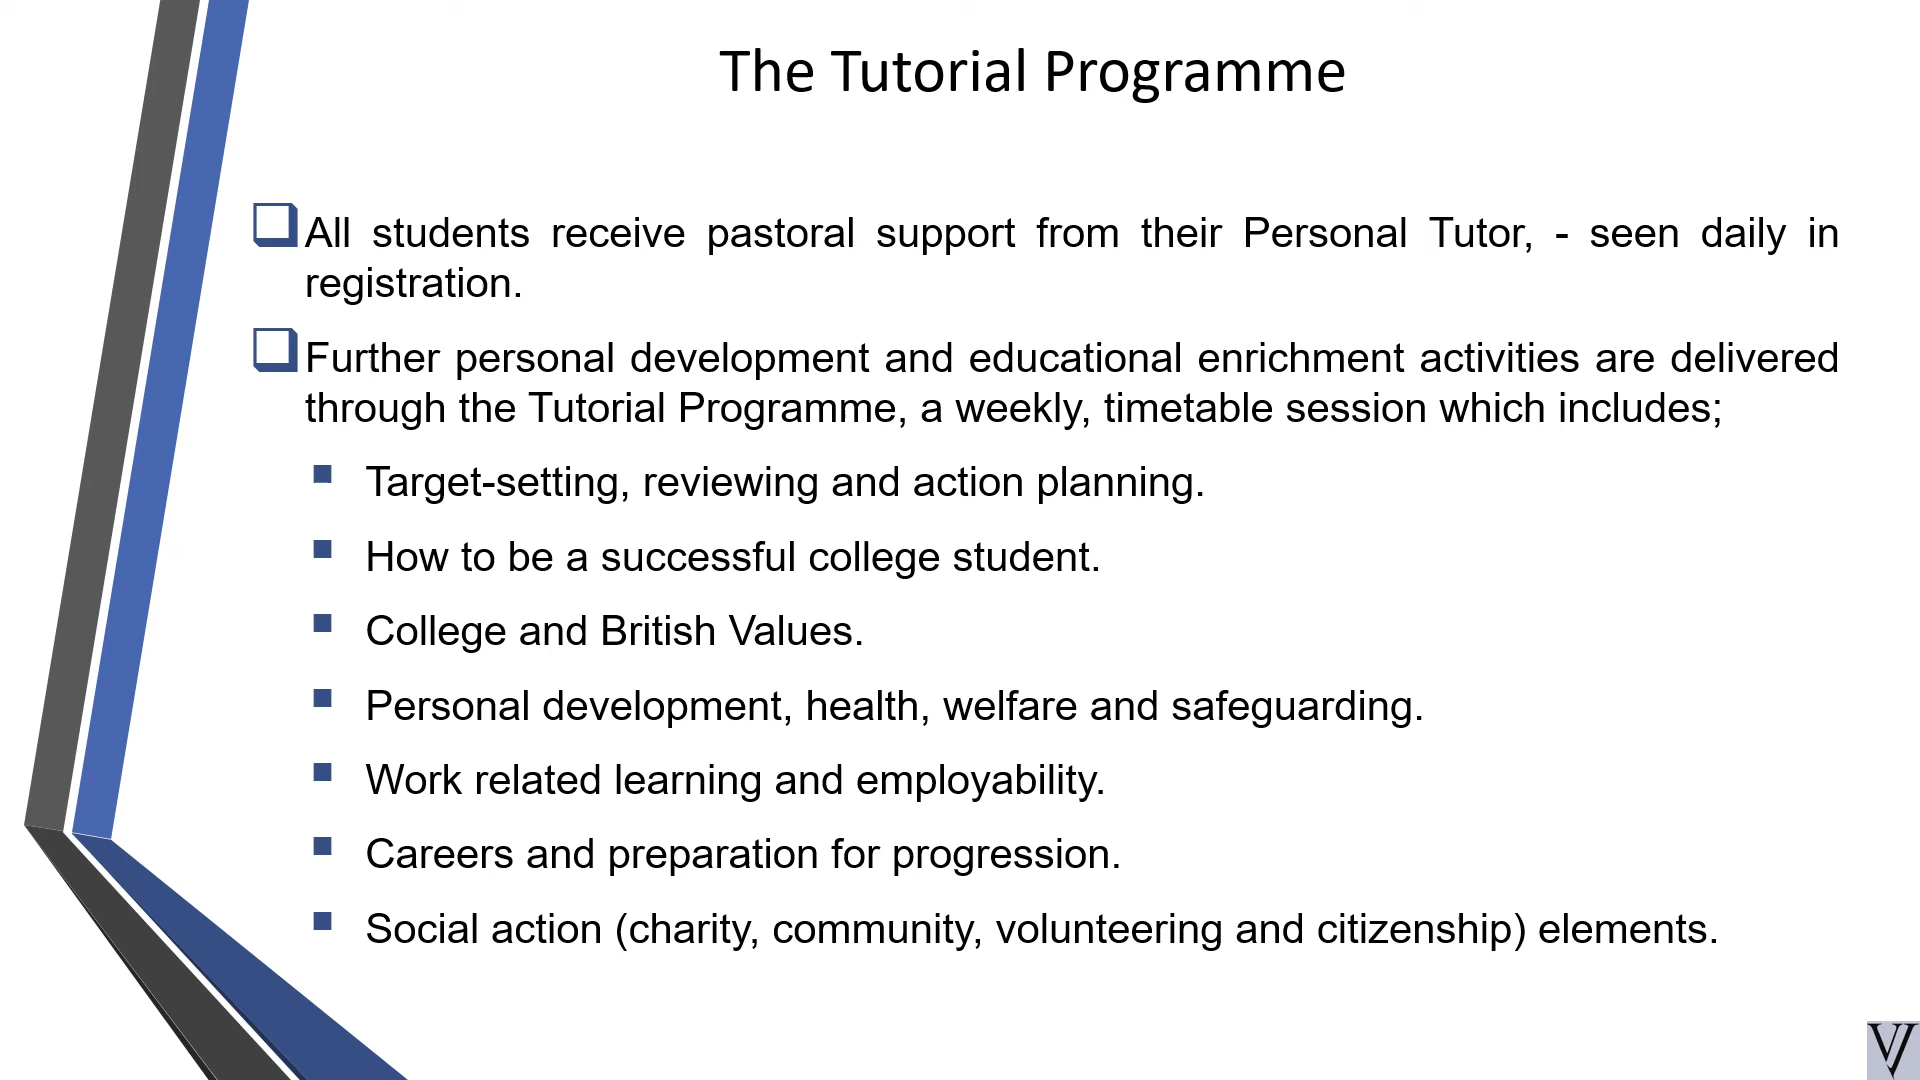 The Tutorial Programme
All students receive pastoral support from their Personal Tutor, - seen daily in
registration.
Further personal development and educational enrichment activities are delivered
through the Tutorial Programme, a weekly, timetable session which includes;
Target-setting, reviewing and action planning.
How to be a successful college student.
College and British Values.
Personal development, health, welfare and safeguarding.
Work related learning and employability.
Careers and preparation for progression.
Social action (charity, community, volunteering and citizenship) elements.